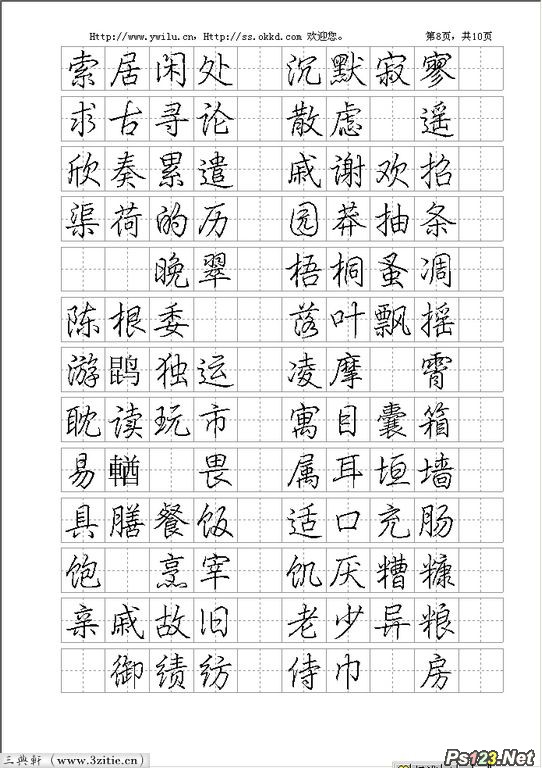 Http://www.ywilu.cn, Http://ss.okkd.com 欢迎您。 第8页, 共10页
索居闲处 沉默寂寥
求古寻论 散虑 遥
欣奏累遣 戚谢欢招
渠荷的历 园莽抽条
晚翠 梧桐蚤凋
陈根委 落叶飘摇
游鹍独运 凌摩 霄
耽读玩市 寓目囊箱
易輶 畏 属耳垣墙
具膳餐饭 适口充肠
饱 烹宰 饥厌糟糠
亲戚故旧 老少异粮
御绩纺 侍巾 房
三典轩 (www.3zitie.cn)
Ps123.Net